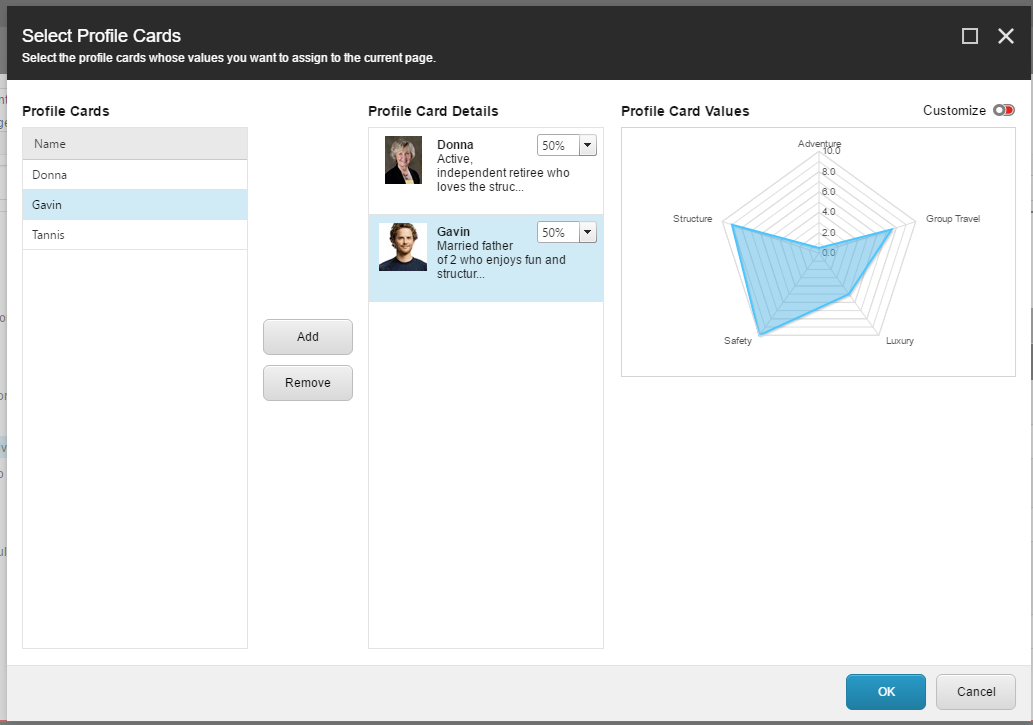 Select Profile Cards
Select the profile cards whose values you want to assign to the current page.
Profile Cards
Name
Donna
Gavin
Tannis
Add
Remove
Profile Card Details
Donna
50%
Active,
independent retiree who
loves the struc...
Gavin
50%
Married father
of 2 who enjoys fun and
structur...
Profile Card Values
Customize
Adventure
10.0
8.0
6.0
4.0
2.0
0.0
Structure
Group Travel
Safety
Luxury
OK
Cancel